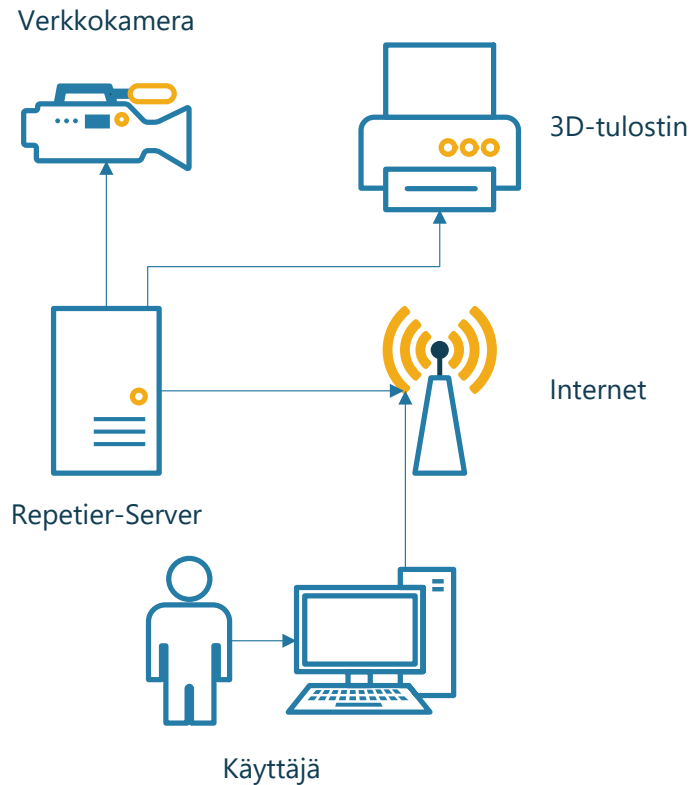 Verkkokamera
3D-tulostin
Internet
Repetier-Server
Käyttäjä